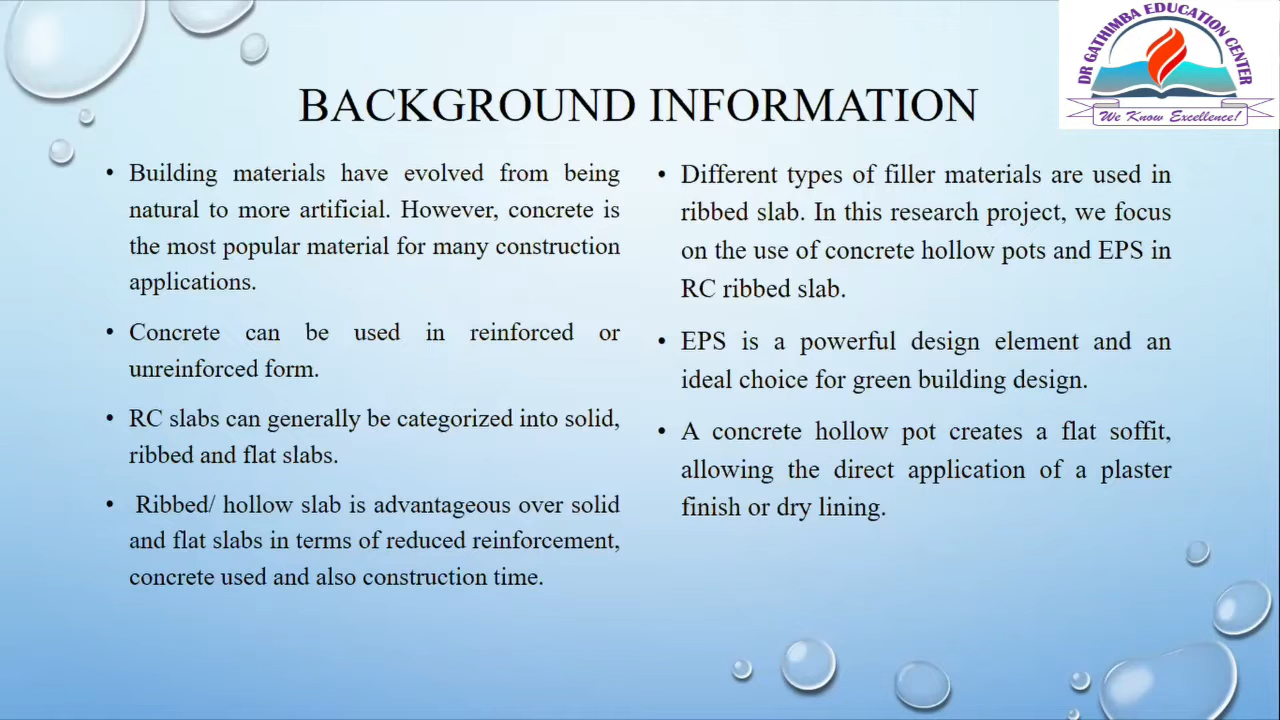 DR GATHIMBA EDUCATION CENTER
We Know Excellence!
BACKGROUND INFORMATION
• Building materials have evolved from being
natural to more artificial. However, concrete is
the most popular material for many construction
applications.
• Concrete can be used in reinforced or
unreinforced form.
• RC slabs can generally be categorized into solid,
ribbed and flat slabs.
• Ribbed/ hollow slab is advantageous over solid
and flat slabs in terms of reduced reinforcement,
concrete used and also construction time.
• Different types of filler materials are used in
ribbed slab. In this research project, we focus
on the use of concrete hollow pots and EPS in
RC ribbed slab.
• EPS is a powerful design element and an
ideal choice for green building design.
• A concrete hollow pot creates a flat soffit,
allowing the direct application of a plaster
finish or dry lining.